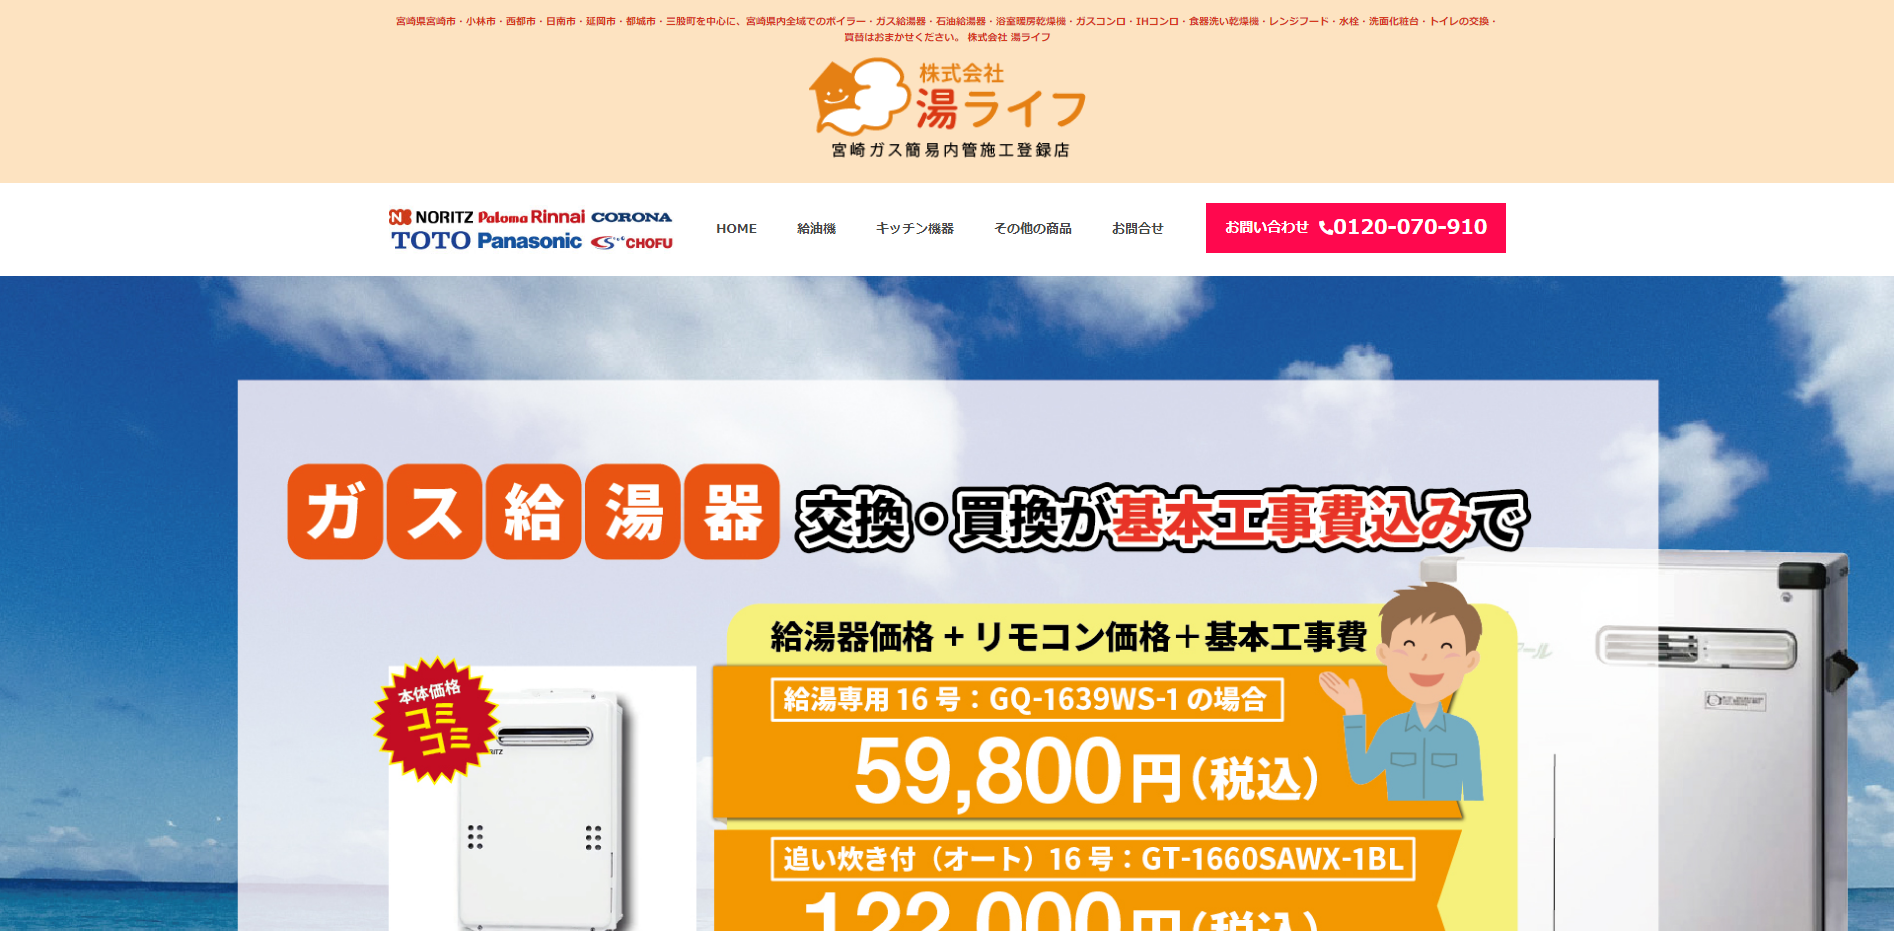 宮崎県宮崎市・小林市・西都市・日南市・延岡市・都城市・三股町を中心に、宮崎県内全域でのボイラー・ガス給湯器・石油給湯器・浴室暖房乾燥機・ガスコンロ・IHコンロ・食器洗い乾燥機・レンジフード・水栓・洗面化粧台・トイレの交換・
買替はおまかせください。 株式会社 湯ライフ
株式会社
湯ライフ
宮崎ガス簡易内管施工登録店
NORITZ Paloma Rinnai CORONA
TOTO Panasonic CHOFU
HOME 給油機 キッチン機器 その他の商品 お問合せ
お問い合わせ 0120-070-910
ガス給湯器 交換・買換が基本工事費込みで
給湯器価格 + リモコン価格＋基本工事費
本体価格
コミ
コミ
給湯専用 16 号：GQ-1639WS-1 の場合
59,800円（税込）
追い炊き付（オート）16 号：GT-1660SAWX-1BL
122,000円（税込）